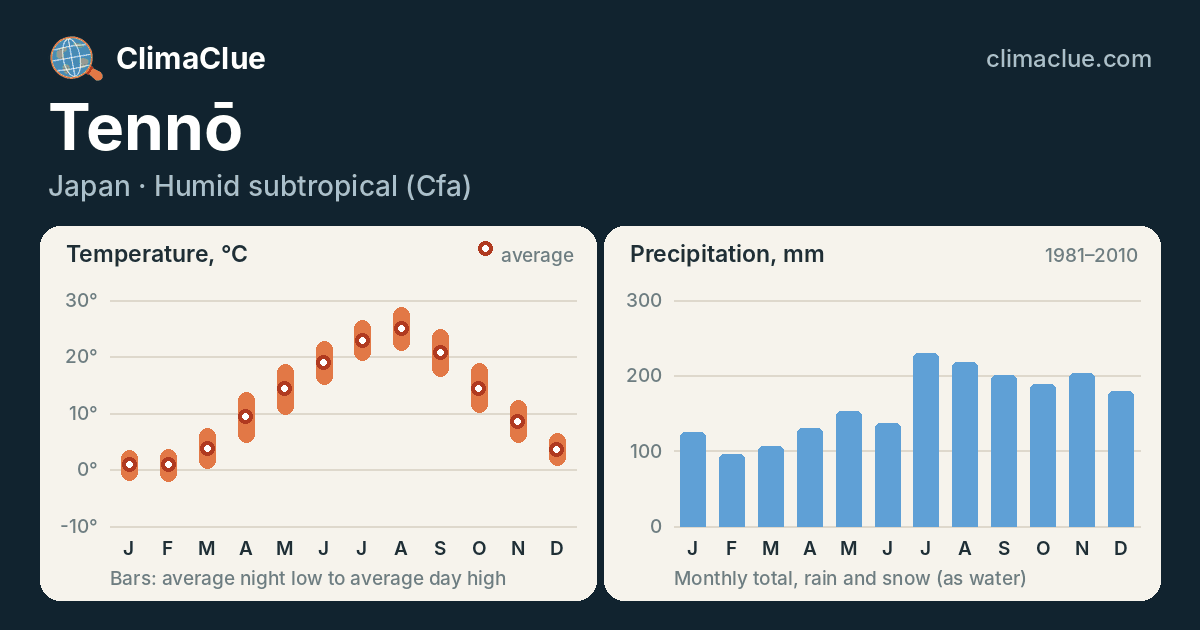 ClimaClue
climaclue.com
Tennō
Japan · Humid subtropical (Cfa)
Temperature, °C
average
30°
20°
10°
0°
-10°
J F M A M J J A S O N D
Bars: average night low to average day high
Precipitation, mm
1981–2010
300
200
100
0
J F M A M J J A S O N D
Monthly total, rain and snow (as water)